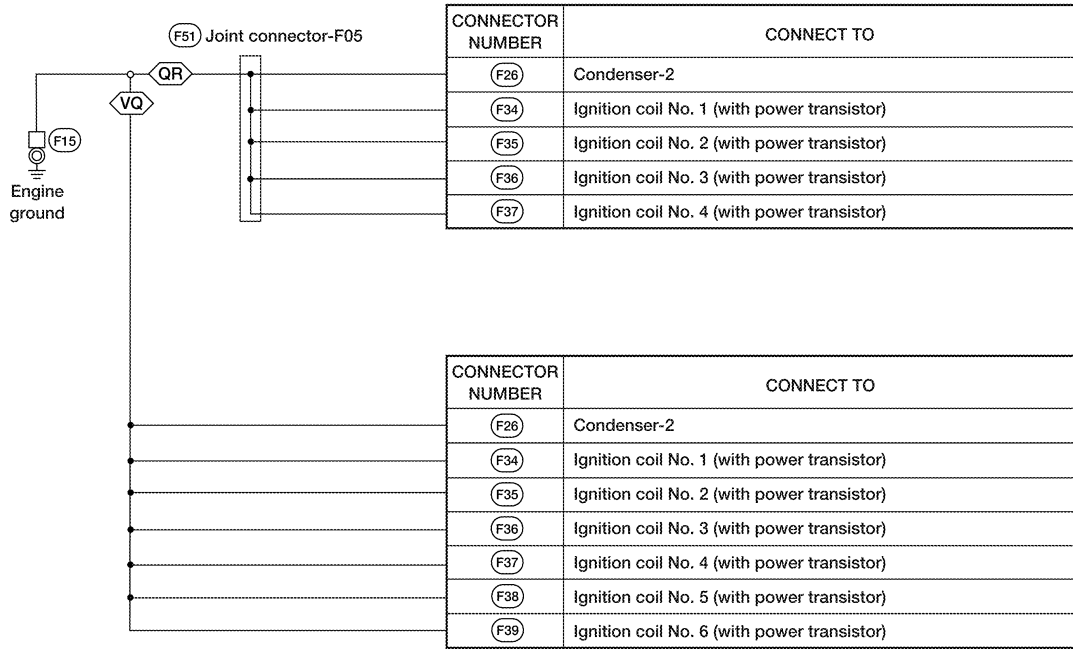 F51 Joint connector-F05
QR
VQ
F15
Engine
ground
CONNECTOR NUMBER CONNECT TO
F26 Condenser-2
F34 Ignition coil No. 1 (with power transistor)
F35 Ignition coil No. 2 (with power transistor)
F36 Ignition coil No. 3 (with power transistor)
F37 Ignition coil No. 4 (with power transistor)
CONNECTOR NUMBER CONNECT TO
F26 Condenser-2
F34 Ignition coil No. 1 (with power transistor)
F35 Ignition coil No. 2 (with power transistor)
F36 Ignition coil No. 3 (with power transistor)
F37 Ignition coil No. 4 (with power transistor)
F38 Ignition coil No. 5 (with power transistor)
F39 Ignition coil No. 6 (with power transistor)